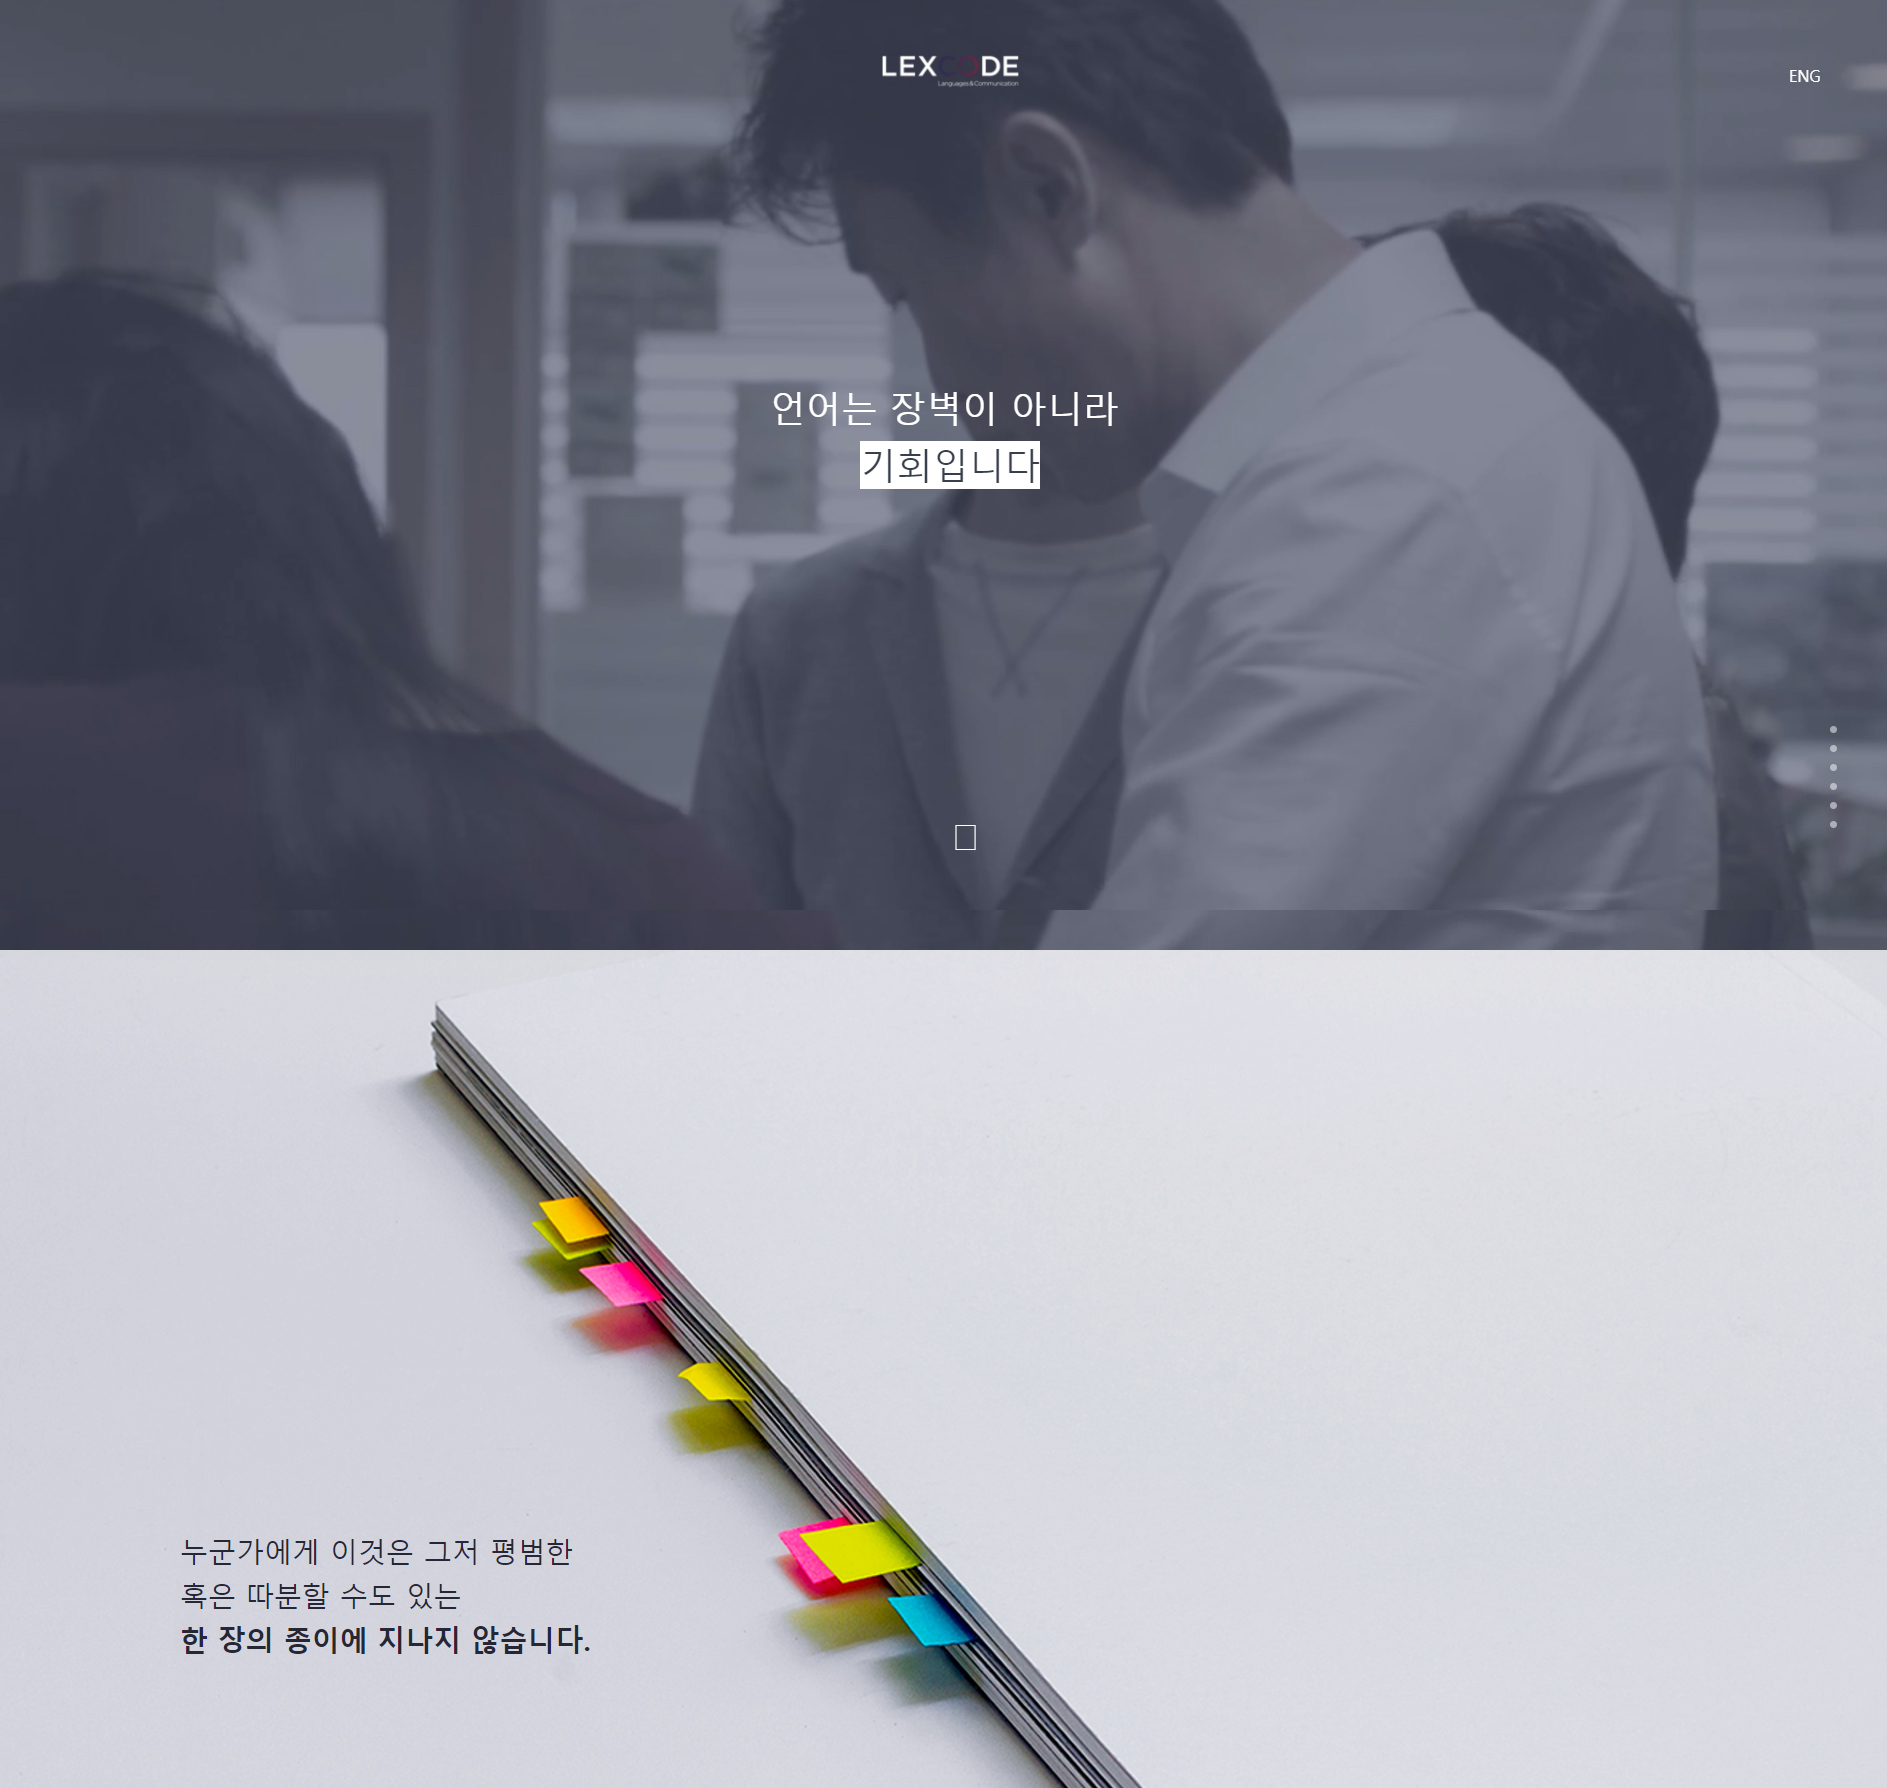 LEXCODE
Languages & Communication
ENG
언어는 장벽이 아니라
기회입니다
누군가에게 이것은 그저 평범한
혹은 따분할 수도 있는
한 장의 종이에 지나지 않습니다.